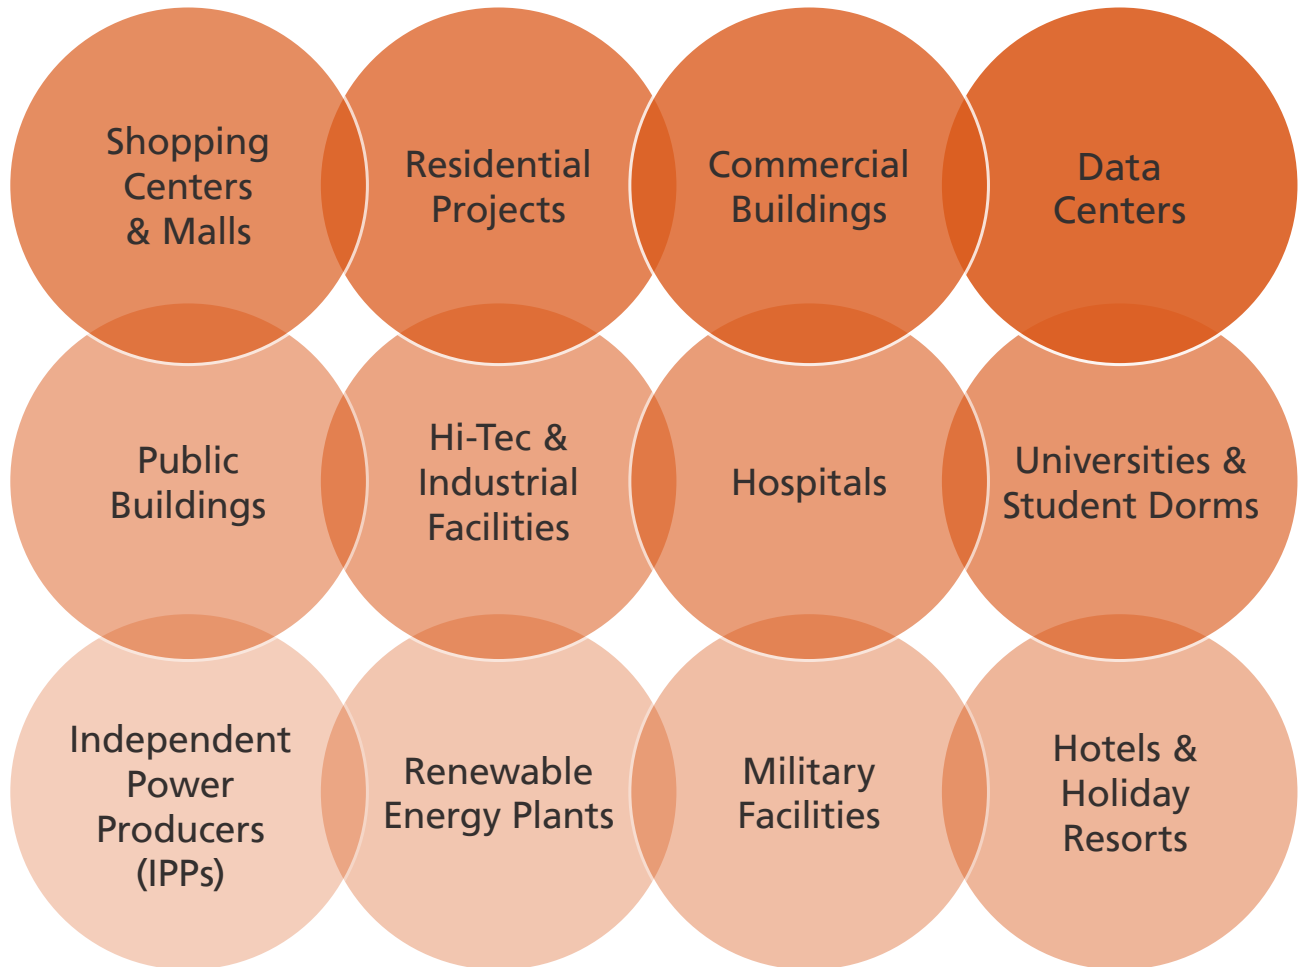 Shopping
Centers
& Malls
Residential
Projects
Commercial
Buildings
Data
Centers
Public
Buildings
Hi-Tec &
Industrial
Facilities
Hospitals
Universities &
Student Dorms
Independent
Power
Producers
(IPPs)
Renewable
Energy Plants
Military
Facilities
Hotels &
Holiday
Resorts